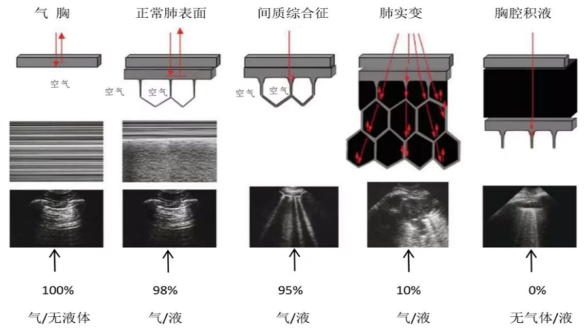 气 胸 正常肺表面 间质综合征 肺实变 胸腔积液
空气 空气 空气 空气 空气
100% 98% 95% 10% 0%
气/无液体 气/液 气/液 气/液 无气体/液